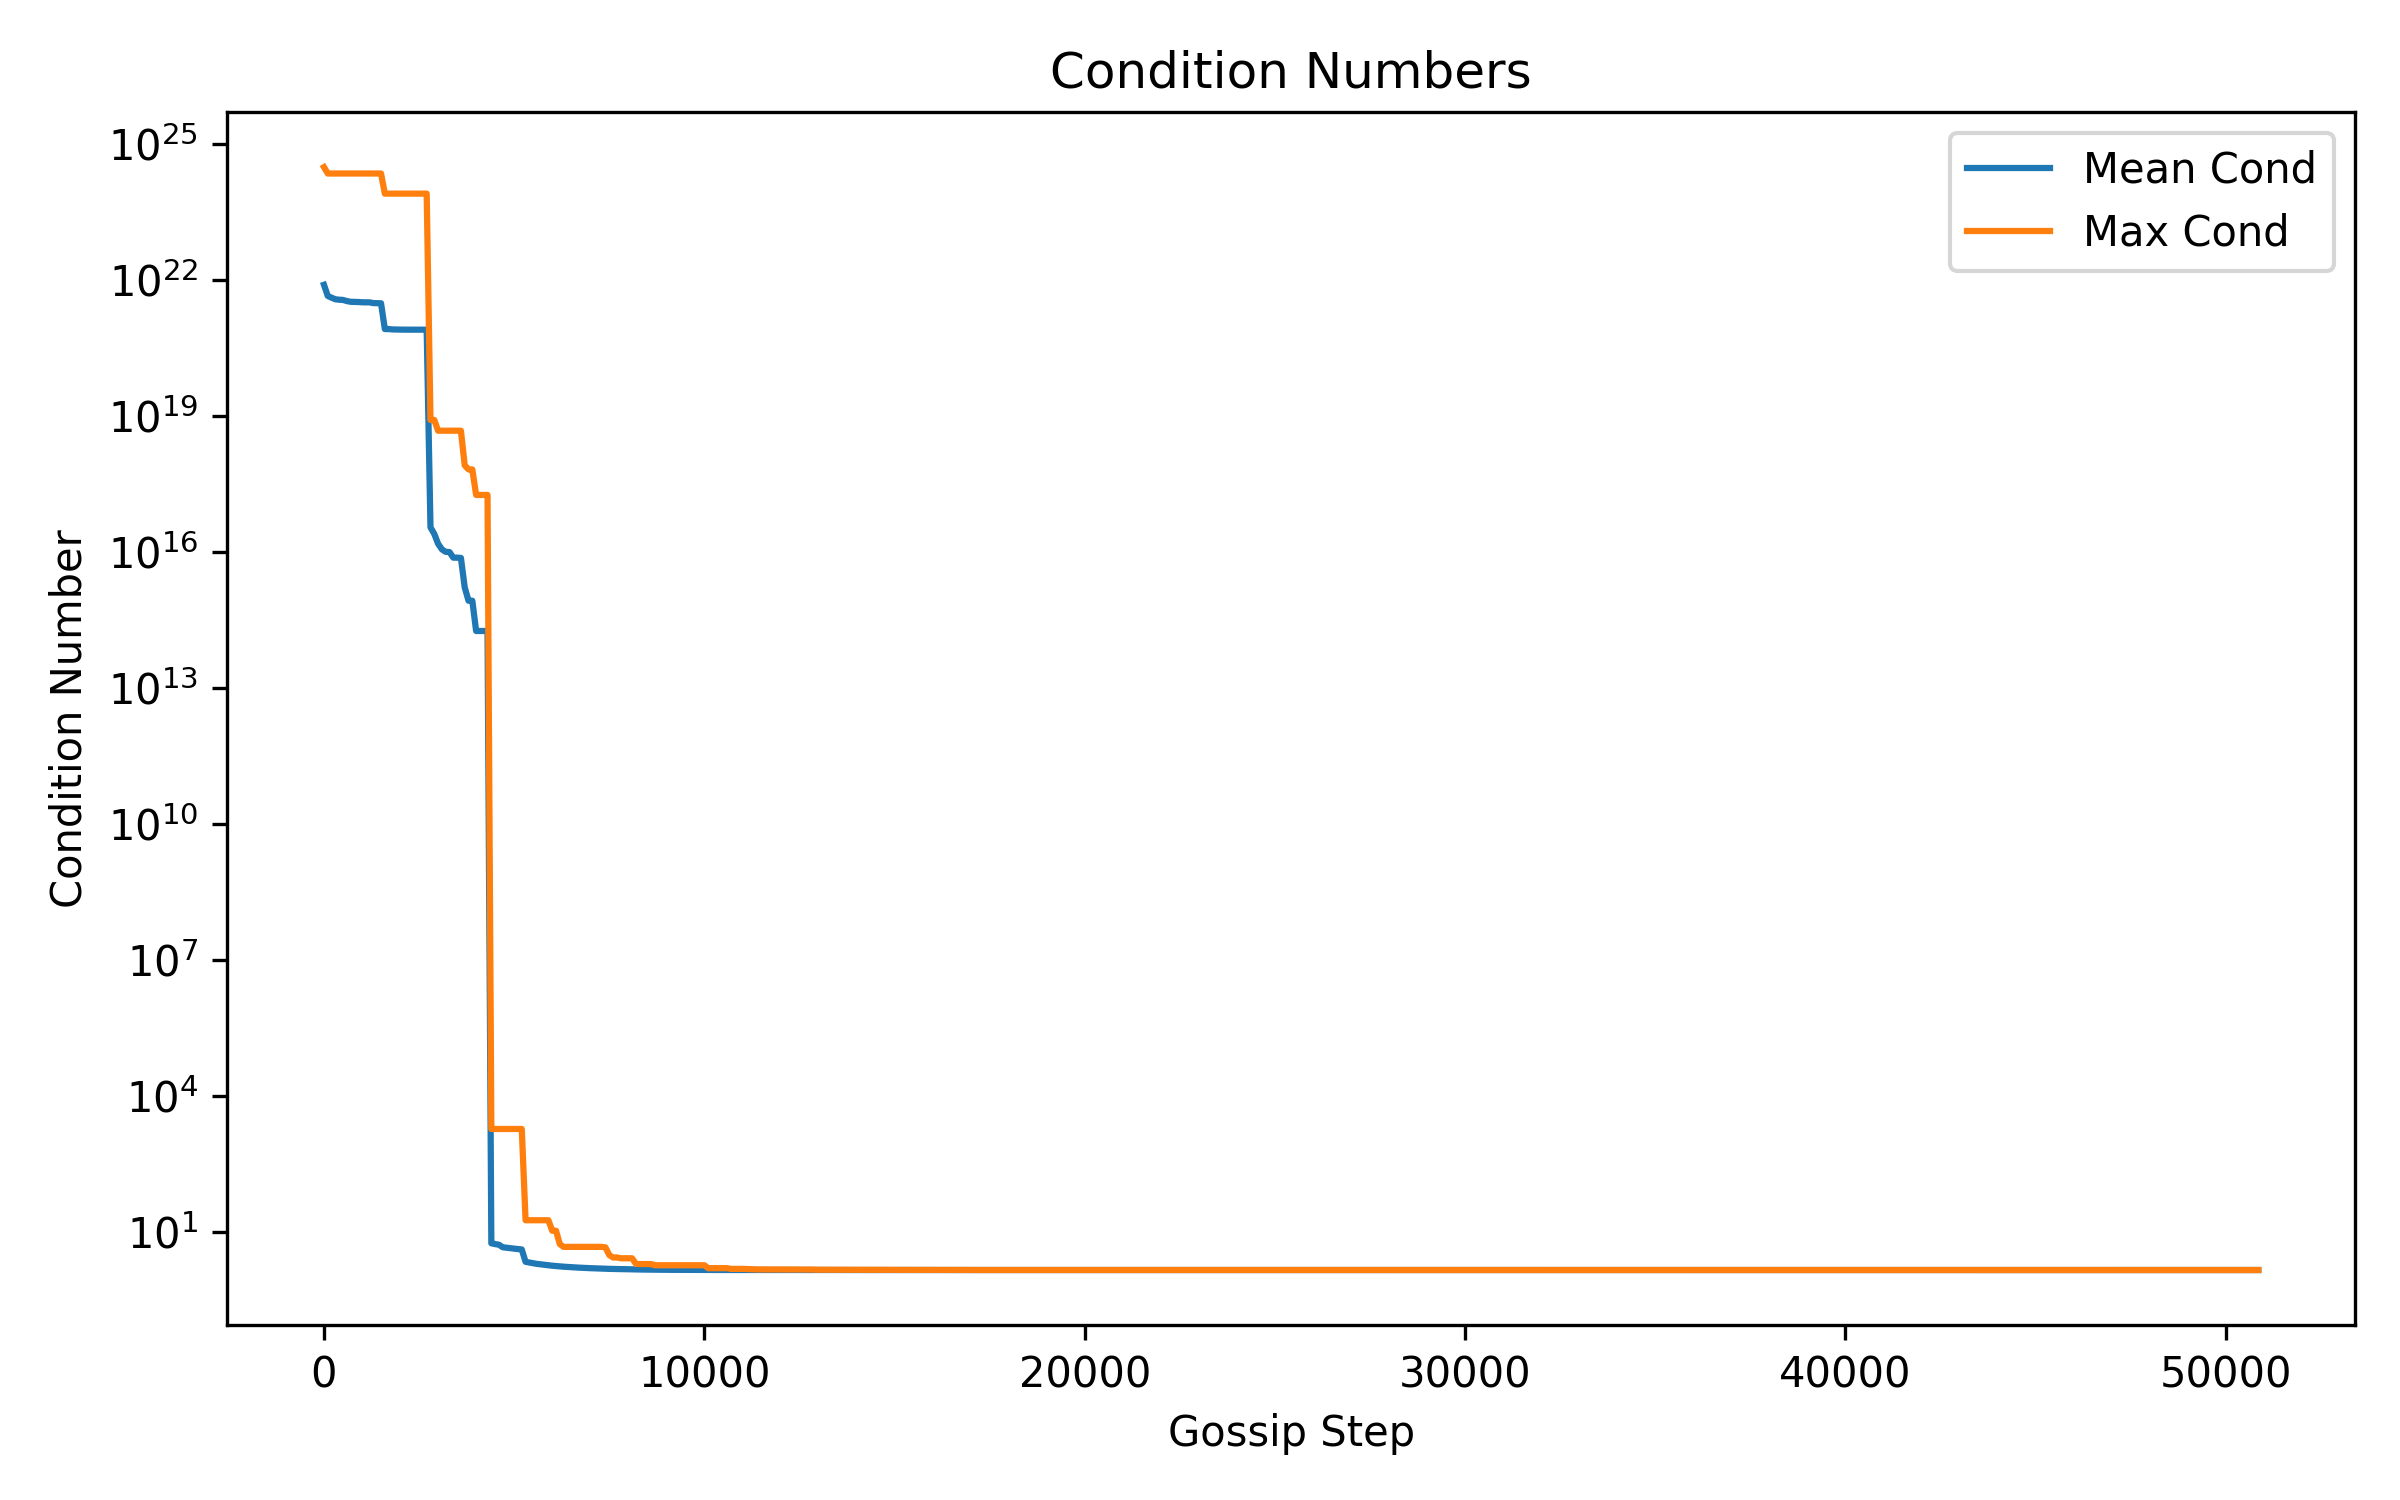 Condition Numbers
Mean Cond
Max Cond
Condition Number
10^25
10^22
10^19
10^16
10^13
10^10
10^7
10^4
10^1
0 10000 20000 30000 40000 50000
Gossip Step